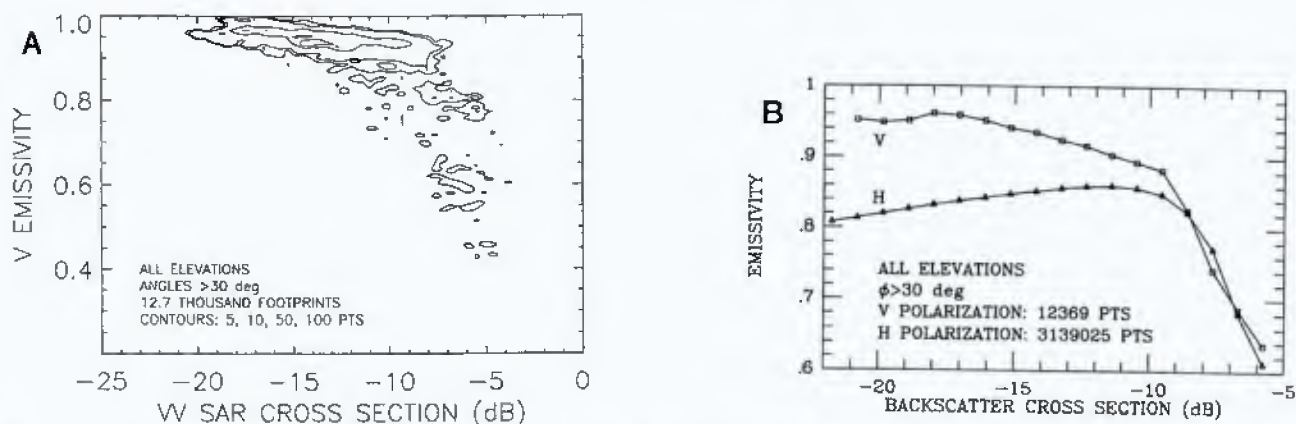 A
V EMISSIVITY
1.0
0.8
0.6
0.4
ALL ELEVATIONS
ANGLES >30 deg
12.7 THOUSAND FOOTPRINTS
CONTOURS: 5, 10, 50, 100 PTS
-25 -20 -15 -10 -5 0
VV SAR CROSS SECTION (dB)
B
EMISSIVITY
1
.9
.8
.7
.6
V
H
ALL ELEVATIONS
ϕ>30 deg
V POLARIZATION: 12369 PTS
H POLARIZATION: 3139025 PTS
-20 -15 -10 -5
BACKSCATTER CROSS SECTION (dB)